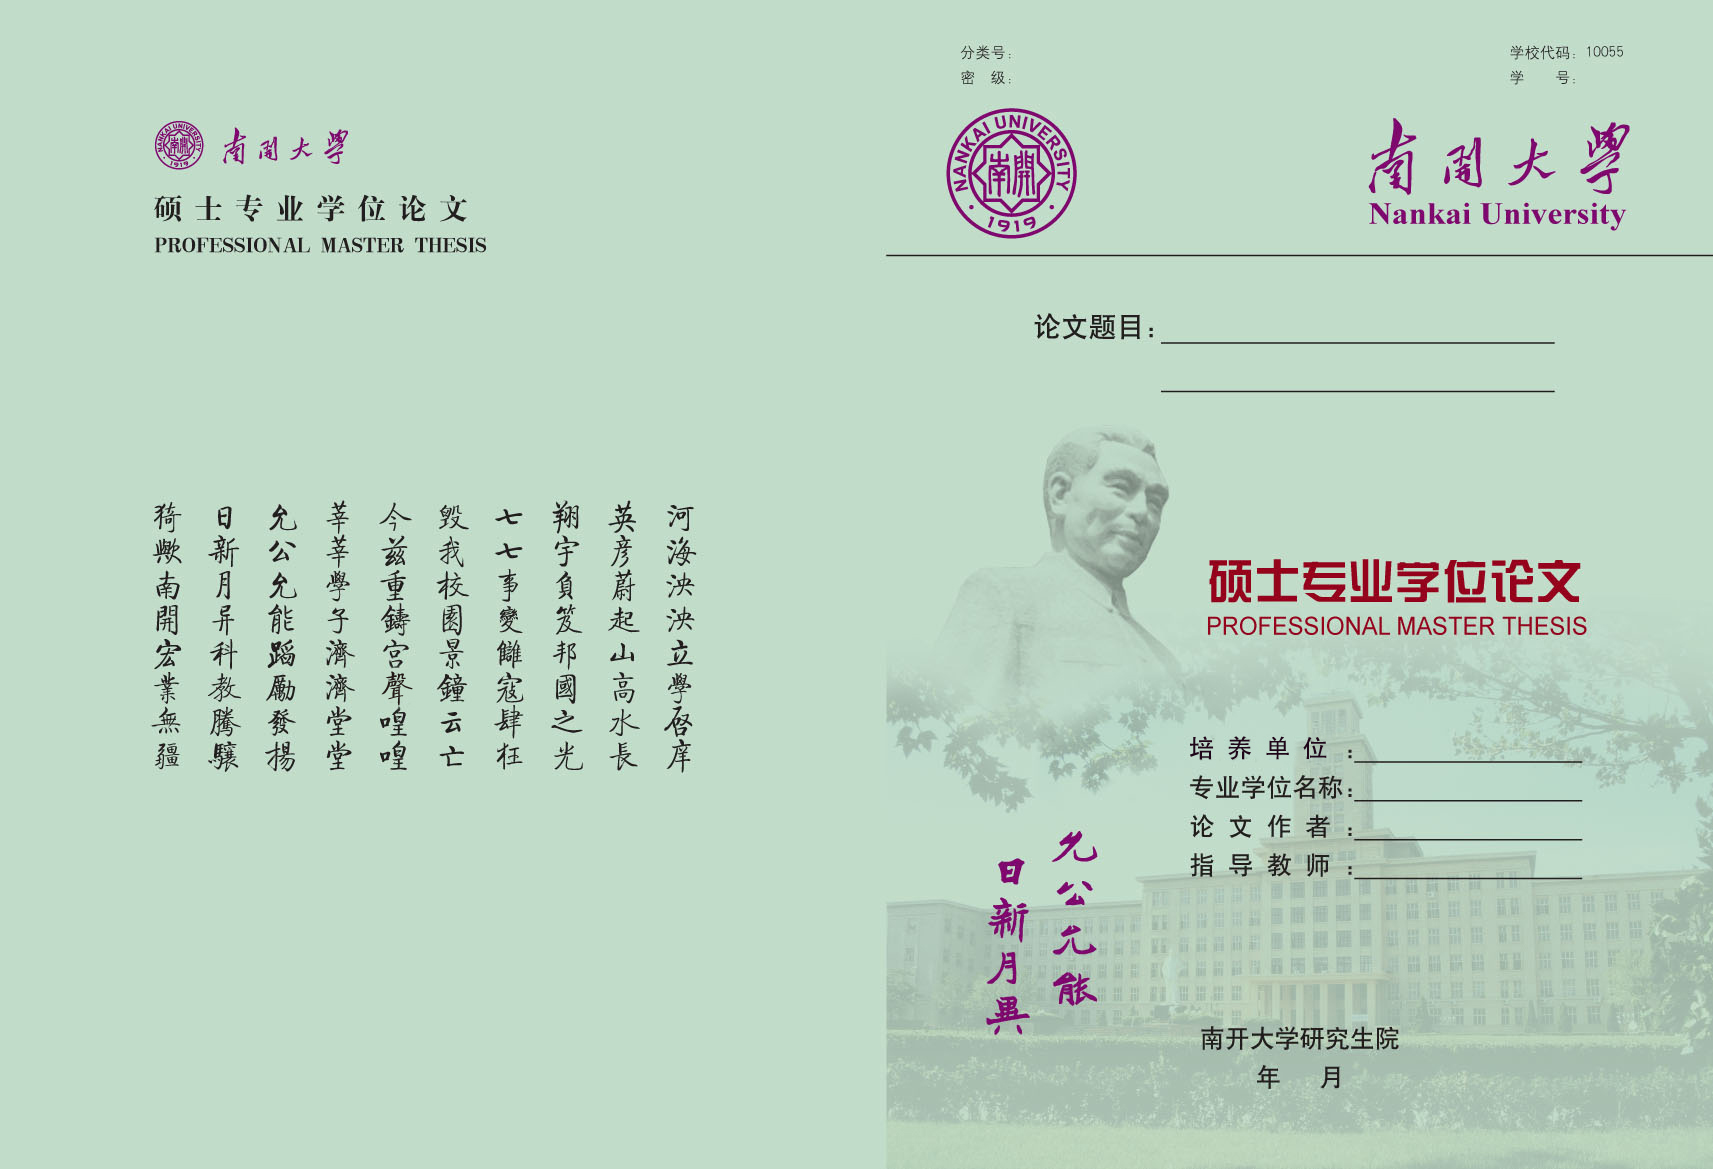 NANKAI UNIVERSITY
1919
南開大學
硕士专业学位论文
PROFESSIONAL MASTER THESIS
河海泱泱立學啓庠
英彦蔚起山高水長
翔宇負笈邦國之光
七七事變讎寇肆狂
毀我校園景鐘云亡
今兹重鑄宫聲喤喤
莘莘學子濟濟堂堂
允公允能蹈勵發揚
日新月异科教騰驤
猗歟南開宏業無疆
分类号：
密 级：
学校代码：10055
学 号：
NANKAI UNIVERSITY
南開
1919
南開大學
Nankai University
论文题目：
硕士专业学位论文
PROFESSIONAL MASTER THESIS
培养单位：
专业学位名称：
论文作者：
指导教师：
允公允能
日新月異
南开大学研究生院
年 月